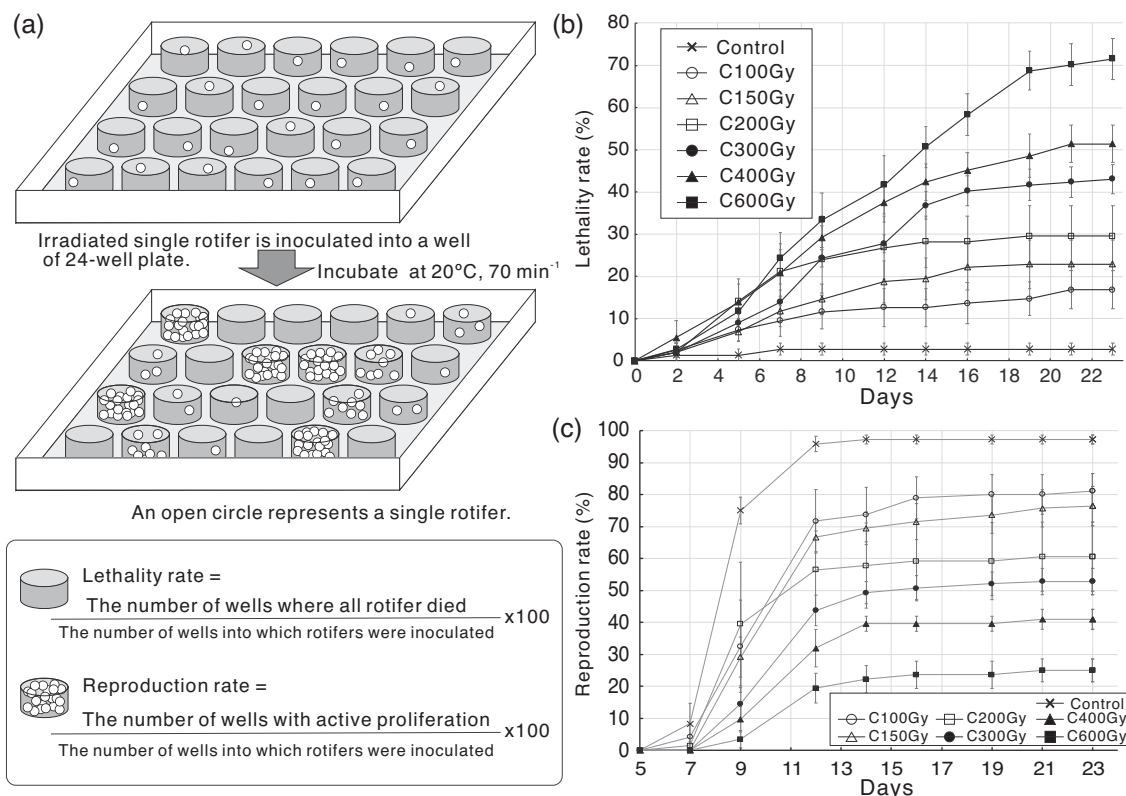 (a)
Irradiated single rotifer is inoculated into a well
of 24-well plate.
Incubate at 20ºC, 70 min⁻¹
An open circle represents a single rotifer.
Lethality rate =
The number of wells where all rotifer died
x100
The number of wells into which rotifers were inoculated
Reproduction rate =
The number of wells with active proliferation
x100
The number of wells into which rotifers were inoculated
(b)
Lethality rate (%)
80
70
60
50
40
30
20
10
0
Control
C100Gy
C150Gy
C200Gy
C300Gy
C400Gy
C600Gy
0 2 4 6 8 10 12 14 16 18 20 22
Days
(c)
Reproduction rate (%)
100
90
80
70
60
50
40
30
20
10
0
Control
C100Gy C200Gy C400Gy
C150Gy C300Gy C600Gy
5 7 9 11 13 15 17 19 21 23
Days